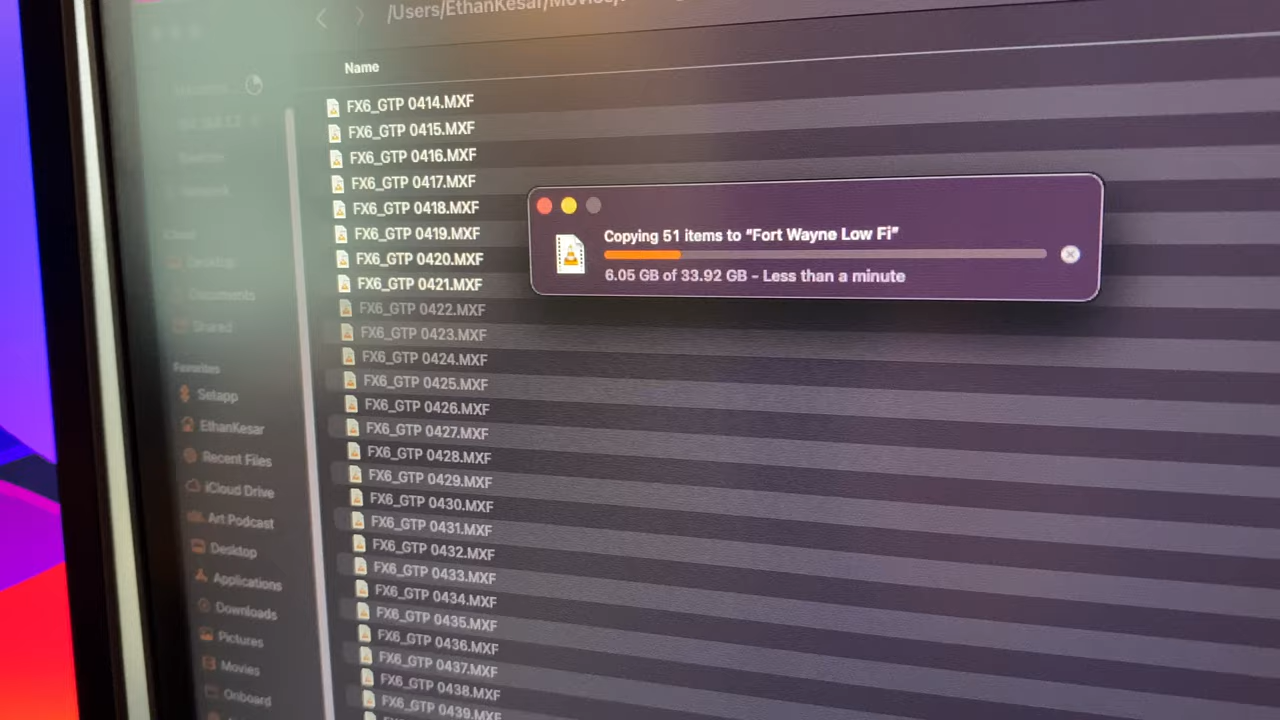 /Users/EthanKesar/Movies/
Name
FX6_GTP 0414.MXF
FX6_GTP 0415.MXF
FX6_GTP 0416.MXF
FX6_GTP 0417.MXF
FX6_GTP 0418.MXF
FX6_GTP 0419.MXF
FX6_GTP 0420.MXF
FX6_GTP 0421.MXF
FX6_GTP 0422.MXF
FX6_GTP 0423.MXF
FX6_GTP 0424.MXF
FX6_GTP 0425.MXF
FX6_GTP 0426.MXF
FX6_GTP 0427.MXF
FX6_GTP 0428.MXF
FX6_GTP 0429.MXF
FX6_GTP 0430.MXF
FX6_GTP 0431.MXF
FX6_GTP 0432.MXF
FX6_GTP 0433.MXF
FX6_GTP 0434.MXF
FX6_GTP 0435.MXF
FX6_GTP 0436.MXF
FX6_GTP 0437.MXF
FX6_GTP 0438.MXF
FX6_GTP 0439.MXF
Copying 51 items to “Fort Wayne Low Fi”
6.05 GB of 33.92 GB - Less than a minute
iCloud
Desktop
Documents
Shared
Favorites
Setapp
EthanKesar
Recent Files
iCloud Drive
Art Podcast
Desktop
Applications
Downloads
Pictures
Movies
Onboard